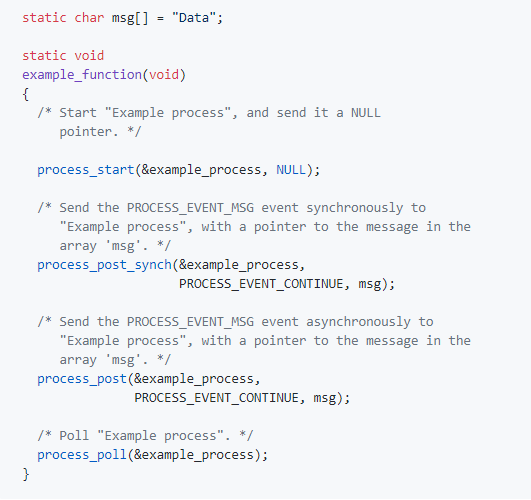 static char msg[] = "Data";
static void
example_function(void)
{
/* Start "Example process", and send it a NULL
pointer. */
process_start(&example_process, NULL);
/* Send the PROCESS_EVENT_MSG event synchronously to
"Example process", with a pointer to the message in the
array 'msg'. */
process_post_synch(&example_process,
PROCESS_EVENT_CONTINUE, msg);
/* Send the PROCESS_EVENT_MSG event asynchronously to
"Example process", with a pointer to the message in the
array 'msg'. */
process_post(&example_process,
PROCESS_EVENT_CONTINUE, msg);
/* Poll "Example process". */
process_poll(&example_process);
}